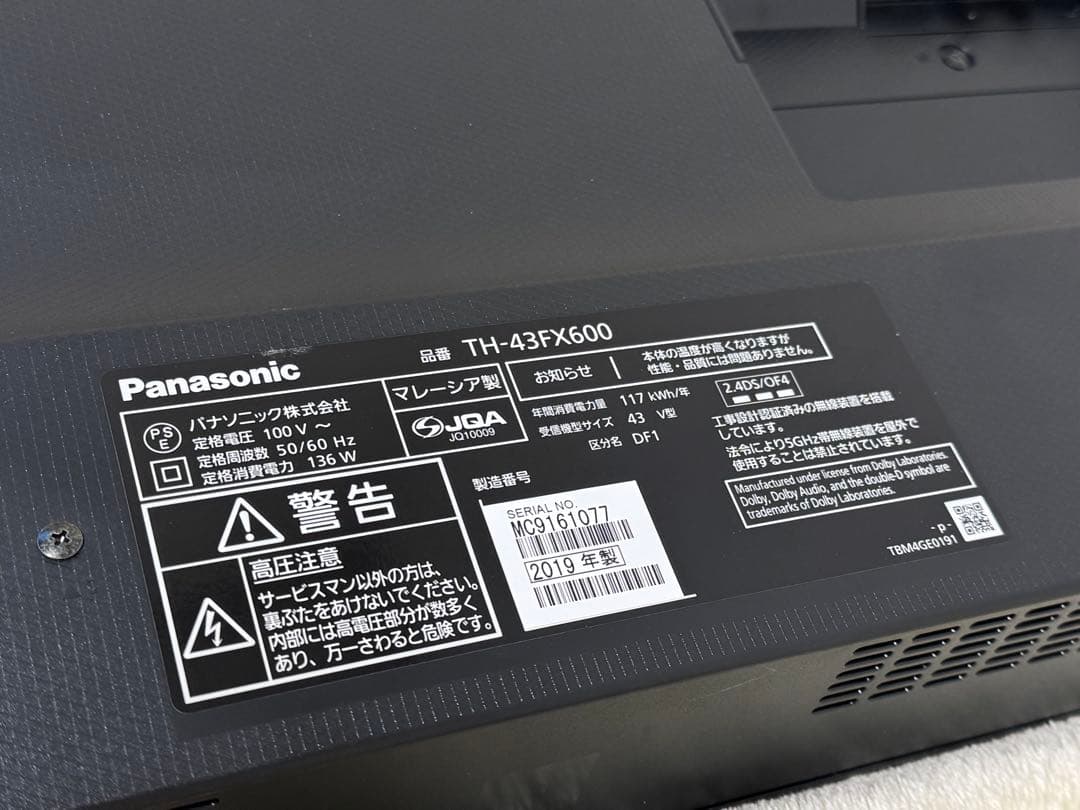 Panasonic
品番 TH-43FX600
PS
E
パナソニック株式会社
定格電圧 100 V ～
定格周波数 50/60 Hz
定格消費電力 136 W
マレーシア製
JQA
JQ10009
お知らせ
本体の温度が高くなりますが
性能・品質には問題ありません。
年間消費電力量 117 kWh/年
受信機型サイズ 43 V型
区分名 DF1
2.4DS/OF4
工事設計認証済みの無線装置を搭載
しています。
法令により5GHz帯無線装置を屋外で
使用することは禁止されています。
Manufactured under license from Dolby Laboratories.
Dolby, Dolby Audio, and the double-D symbol are
trademarks of Dolby Laboratories.
警告
高圧注意
サービスマン以外の方は、
裏ぶたをあけないでください。
内部には高電圧部分が数多く
あり、万一さわると危険です。
製造番号
SERIAL NO.
MC9161077
2019 年製
-p-
TBM4GE0191